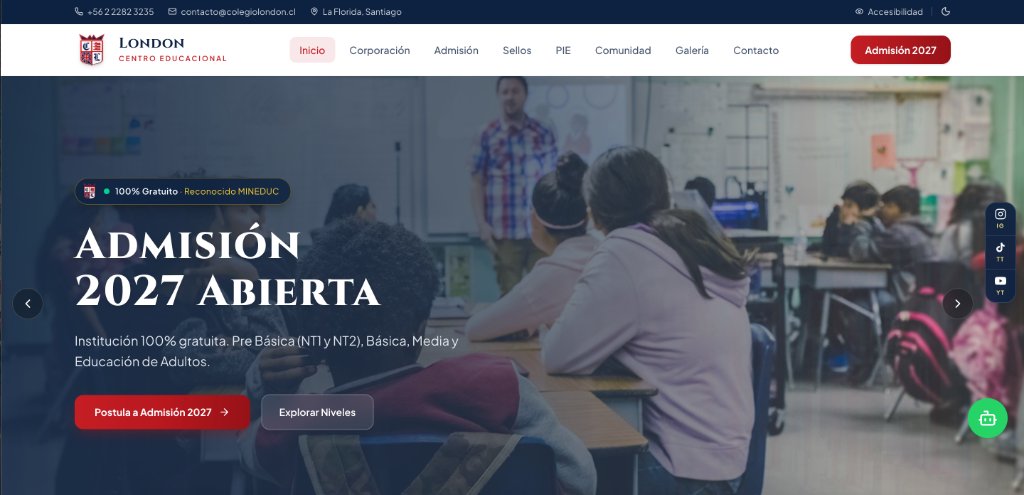 +56 2 2282 3235
contacto@colegiolondon.cl
La Florida, Santiago
Accesibilidad
London
CENTRO EDUCACIONAL
Inicio
Corporación
Admisión
Sellos
PIE
Comunidad
Galería
Contacto
Admisión 2027
100% Gratuito · Reconocido MINEDUC
Admisión
2027 Abierta
Institución 100% gratuita. Pre Básica (NT1 y NT2), Básica, Media y
Educación de Adultos.
Postula a Admisión 2027 →
Explorar Niveles
IG
TT
YT